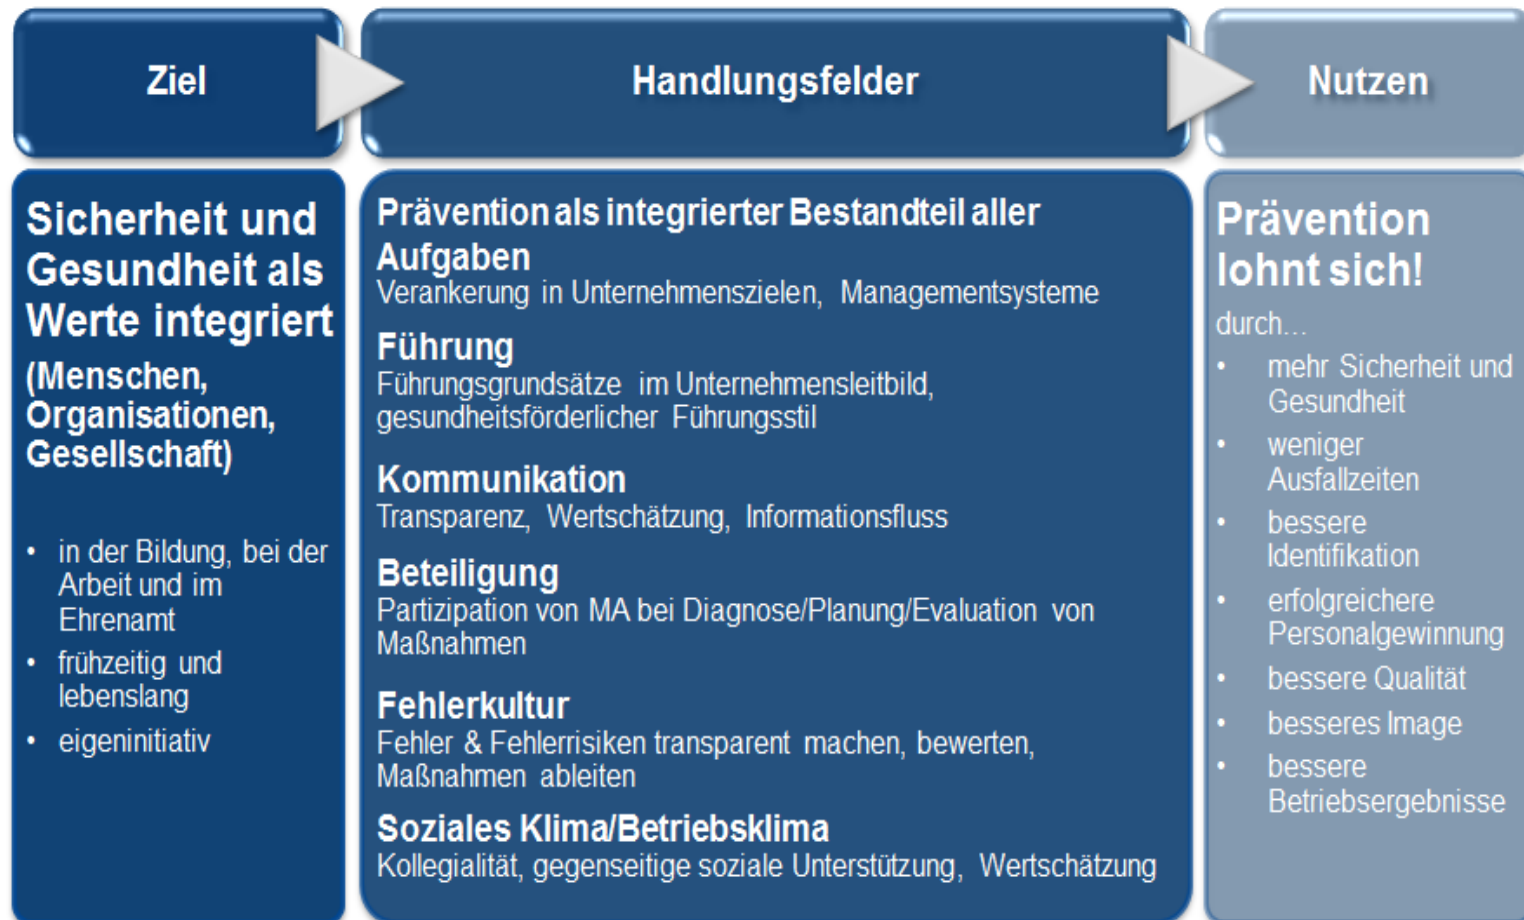 Ziel
Handlungsfelder
Nutzen
Sicherheit und
Gesundheit als
Werte integriert
(Menschen,
Organisationen,
Gesellschaft)
• in der Bildung, bei der
Arbeit und im
Ehrenamt
• frühzeitig und
lebenslang
• eigeninitiativ
Prävention als integrierter Bestandteil aller
Aufgaben
Verankerung in Unternehmenszielen, Managementsysteme
Führung
Führungsgrundsätze im Unternehmensleitbild,
gesundheitsförderlicher Führungsstil
Kommunikation
Transparenz, Wertschätzung, Informationsfluss
Beteiligung
Partizipation von MA bei Diagnose/Planung/Evaluation von
Maßnahmen
Fehlerkultur
Fehler & Fehlerrisiken transparent machen, bewerten,
Maßnahmen ableiten
Soziales Klima/Betriebsklima
Kollegialität, gegenseitige soziale Unterstützung, Wertschätzung
Prävention
lohnt sich!
durch...
• mehr Sicherheit und
Gesundheit
• weniger
Ausfallzeiten
• bessere
Identifikation
• erfolgreichere
Personalgewinnung
• bessere Qualität
• besseres Image
• bessere
Betriebsergebnisse